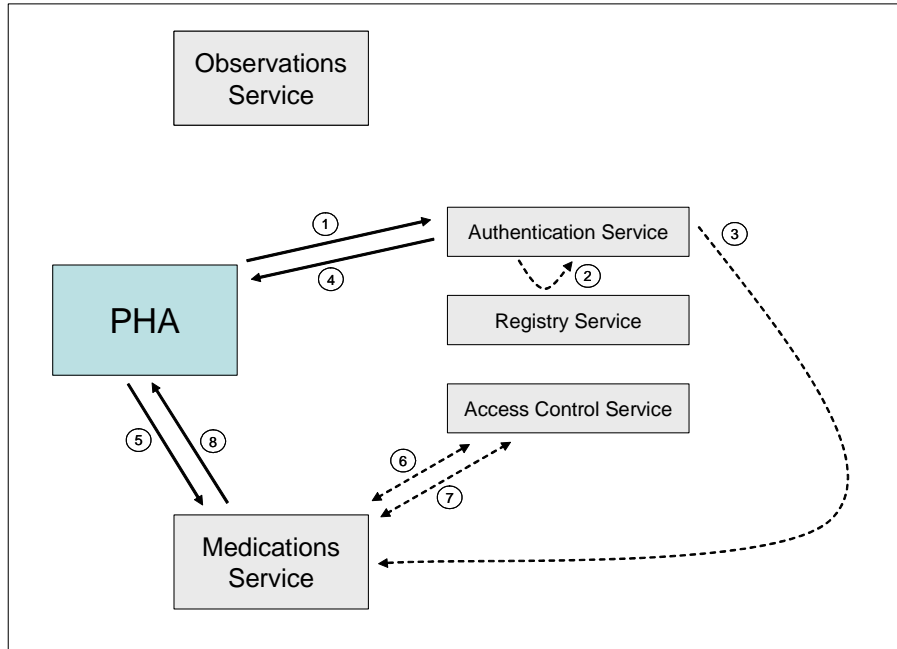 Observations
Service
1
Authentication Service
3
4
2
PHA
Registry Service
Access Control Service
5
8
6
7
Medications
Service